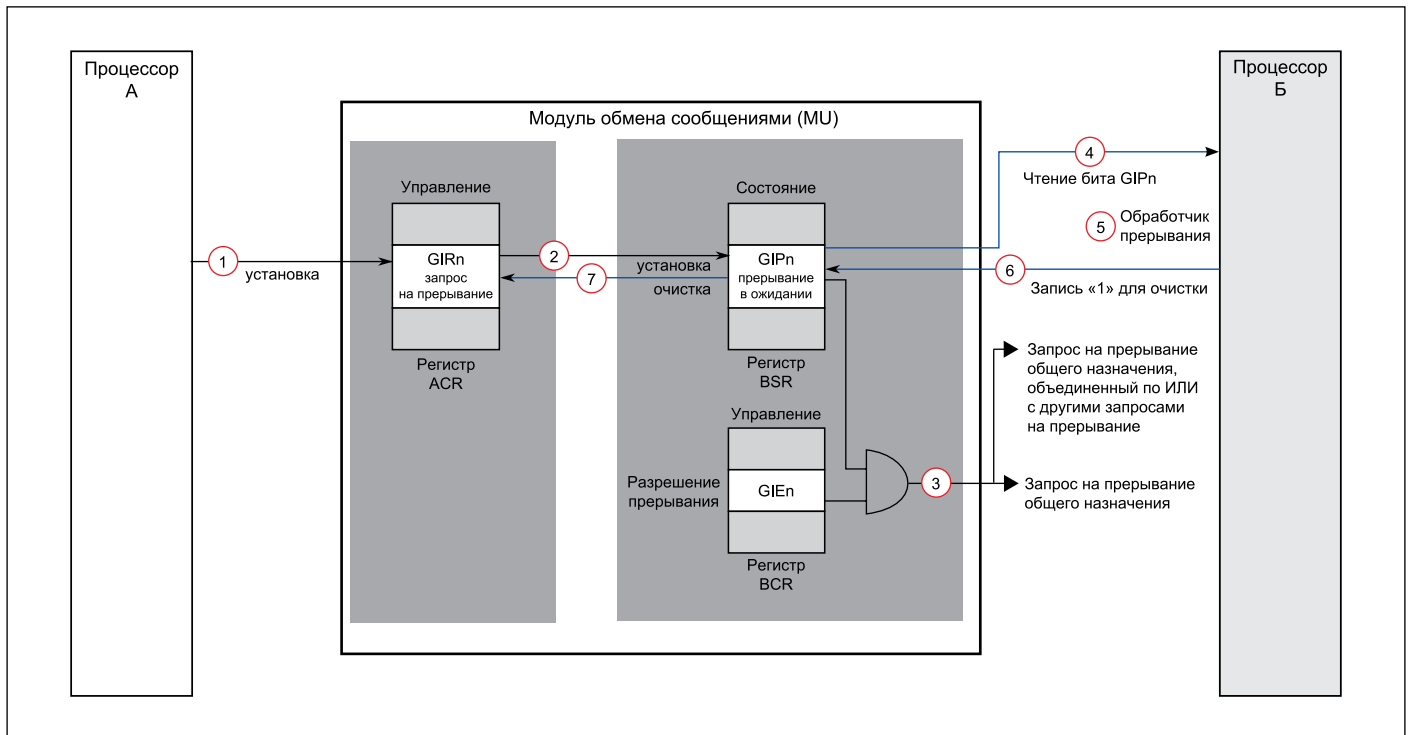 Процессор
А
Процессор
Б
Модуль обмена сообщениями (MU)
Управление
GIRn
запрос
на прерывание
Регистр
ACR
1
установка
2
установка
7
очистка
Состояние
GIPn
прерывание
в ожидании
Регистр
BSR
Управление
Разрешение
прерывания
GIEn
Регистр
BCR
3
4
Чтение бита GIPn
5
Обработчик
прерывания
6
Запись «1» для очистки
Запрос на прерывание
общего назначения,
объединенный по ИЛИ
с другими запросами
на прерывание
Запрос на прерывание
общего назначения